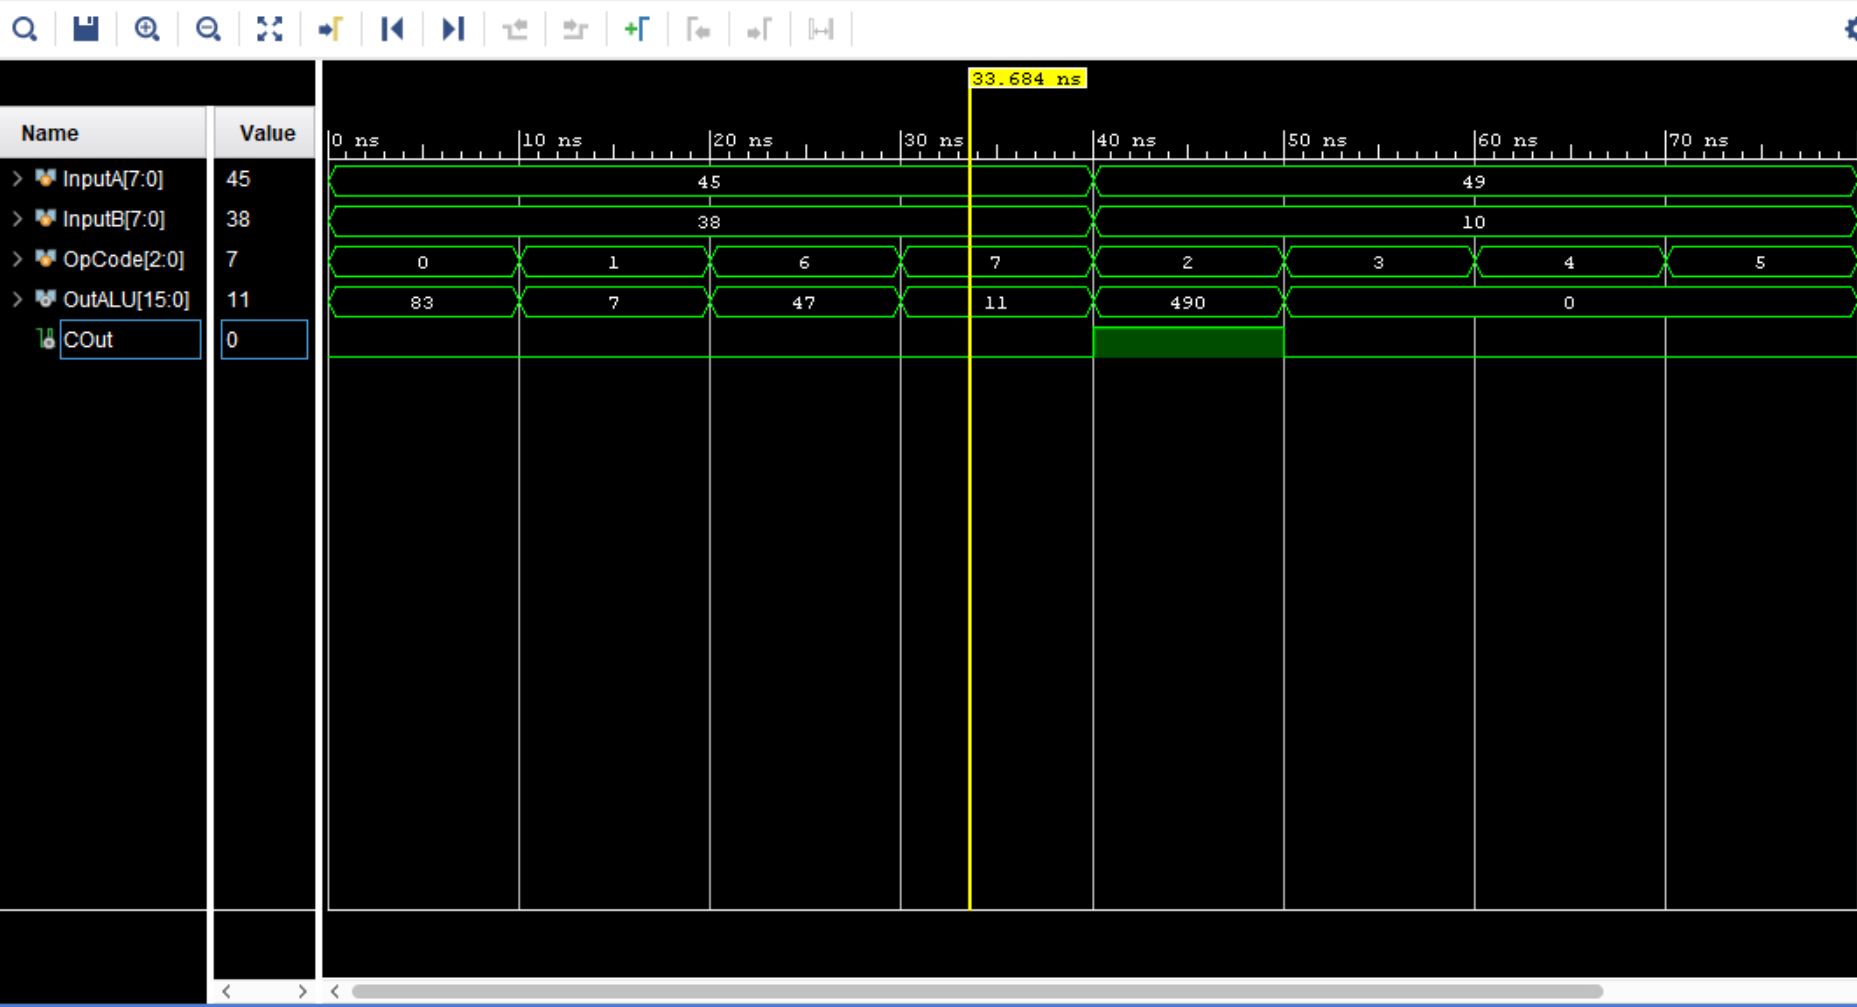 33.684 ns
Name Value
0 ns 10 ns 20 ns 30 ns 40 ns 50 ns 60 ns 70 ns
InputA[7:0] 45 45 49
InputB[7:0] 38 38 10
OpCode[2:0] 7 0 1 6 7 2 3 4 5
OutALU[15:0] 11 83 7 47 11 490 0
COut 0